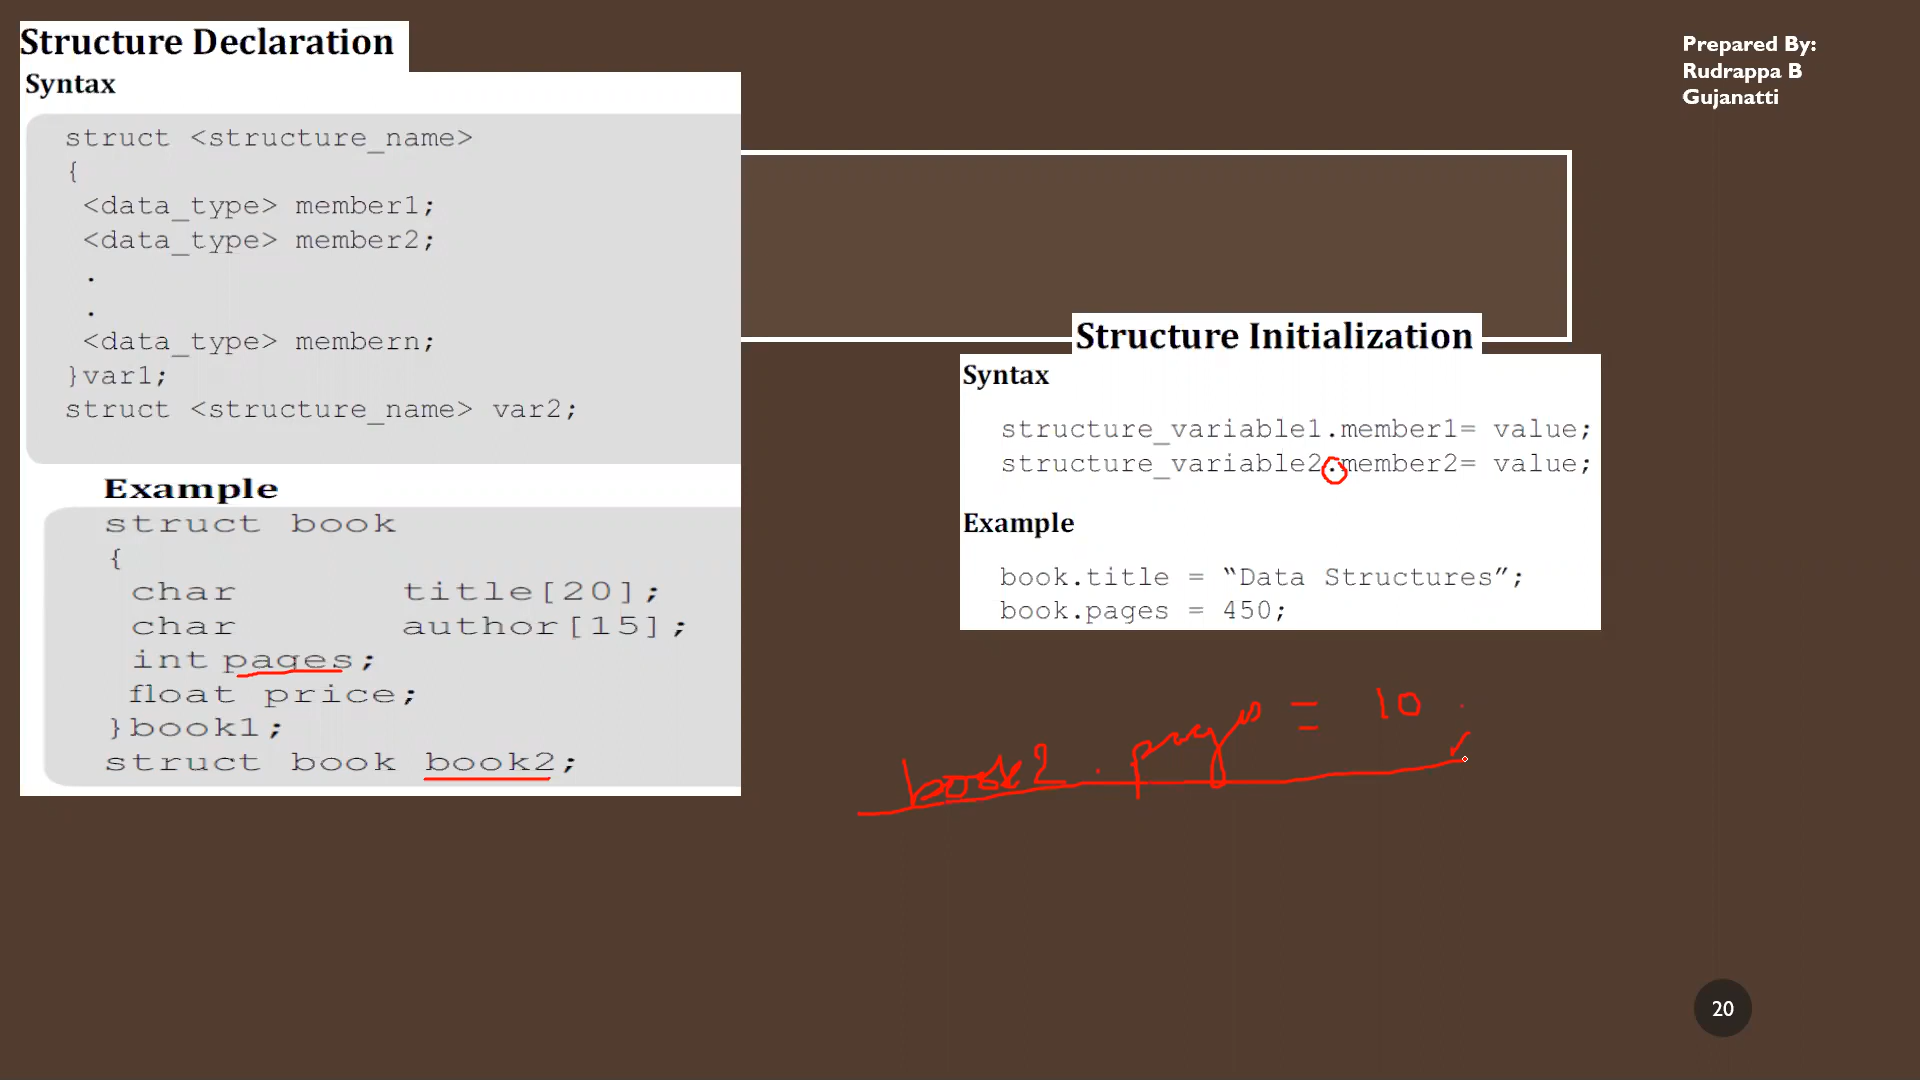 Structure Declaration
Syntax
struct <structure_name>
{
<data_type> member1;
<data_type> member2;
.
.
<data_type> membern;
}var1;
struct <structure_name> var2;
Example
struct book
{
char title[20];
char author[15];
int pages;
float price;
}book1;
struct book book2;
Prepared By:
Rudrappa B
Gujanatti
Structure Initialization
Syntax
structure_variable1.member1= value;
structure_variable2.member2= value;
Example
book.title = “Data Structures”;
book.pages = 450;
book2.pages = 10;
20